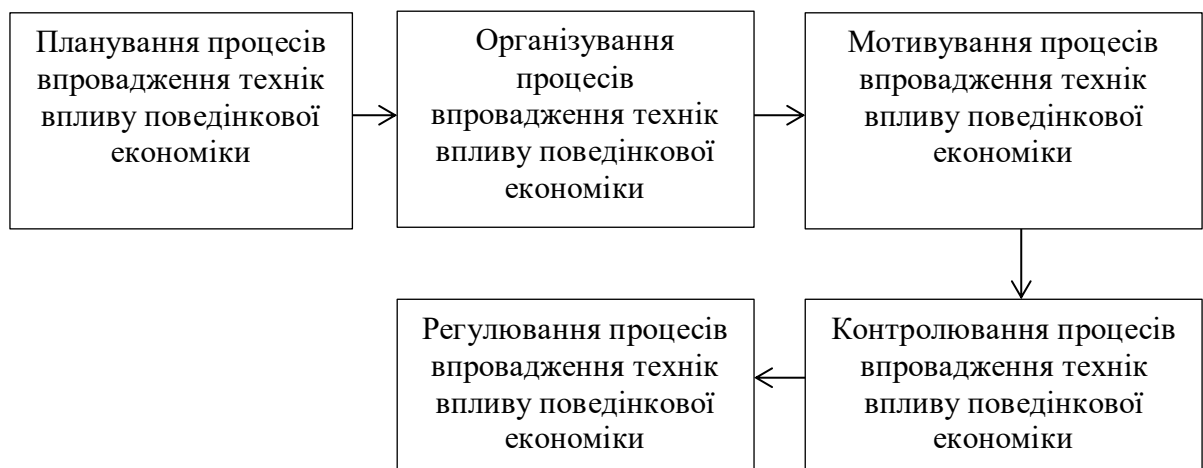 Планування процесів
впровадження технік
впливу поведінкової
економіки
Організування
процесів
впровадження технік
впливу поведінкової
економіки
Мотивування процесів
впровадження технік
впливу поведінкової
економіки
Контролювання процесів
впровадження технік
впливу поведінкової
економіки
Регулювання процесів
впровадження технік
впливу поведінкової
економіки